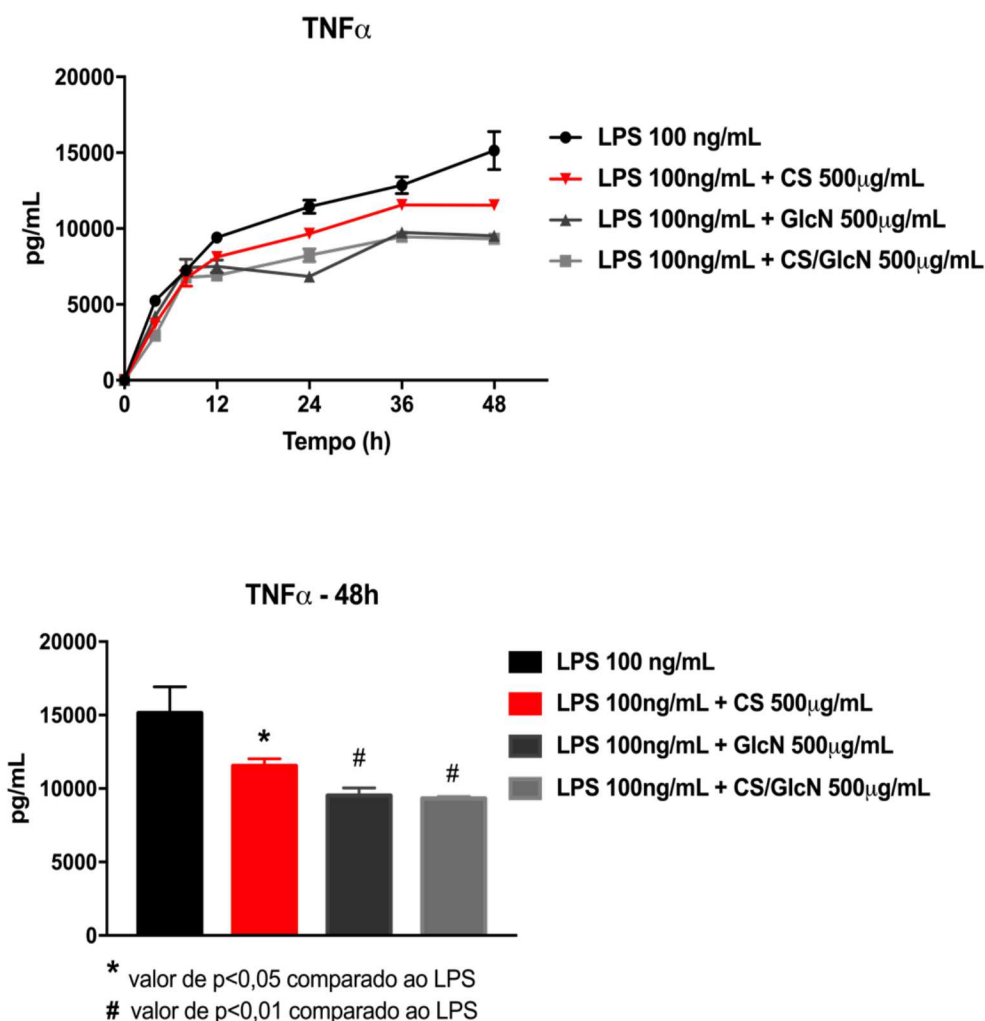 TNFα
20000
15000
10000
5000
0
pg/mL
0 12 24 36 48
Tempo (h)
LPS 100 ng/mL
LPS 100ng/mL + CS 500μg/mL
LPS 100ng/mL + GlcN 500μg/mL
LPS 100ng/mL + CS/GlcN 500μg/mL
TNFα - 48h
20000
15000
10000
5000
0
pg/mL
*
#
#
LPS 100 ng/mL
LPS 100ng/mL + CS 500μg/mL
LPS 100ng/mL + GlcN 500μg/mL
LPS 100ng/mL + CS/GlcN 500μg/mL
* valor de p<0,05 comparado ao LPS
# valor de p<0,01 comparado ao LPS